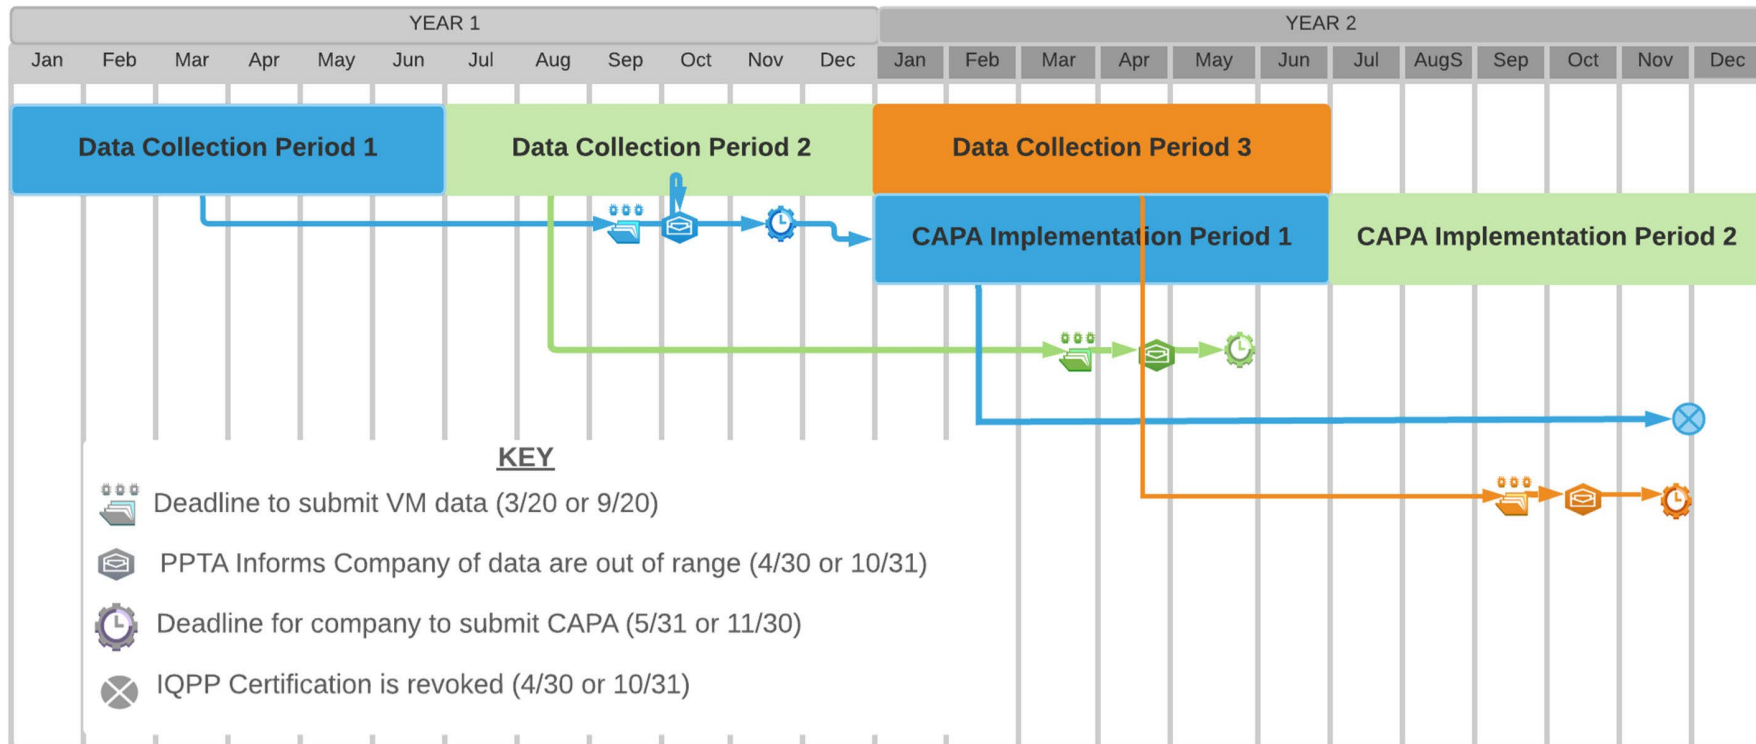 YEAR 1 YEAR 2
Jan Feb Mar Apr May Jun Jul Aug Sep Oct Nov Dec Jan Feb Mar Apr May Jun Jul AugS Sep Oct Nov Dec
Data Collection Period 1 Data Collection Period 2 Data Collection Period 3
CAPA Implementation Period 1 CAPA Implementation Period 2
KEY
Deadline to submit VM data (3/20 or 9/20)
PPTA Informs Company of data are out of range (4/30 or 10/31)
Deadline for company to submit CAPA (5/31 or 11/30)
IQPP Certification is revoked (4/30 or 10/31)